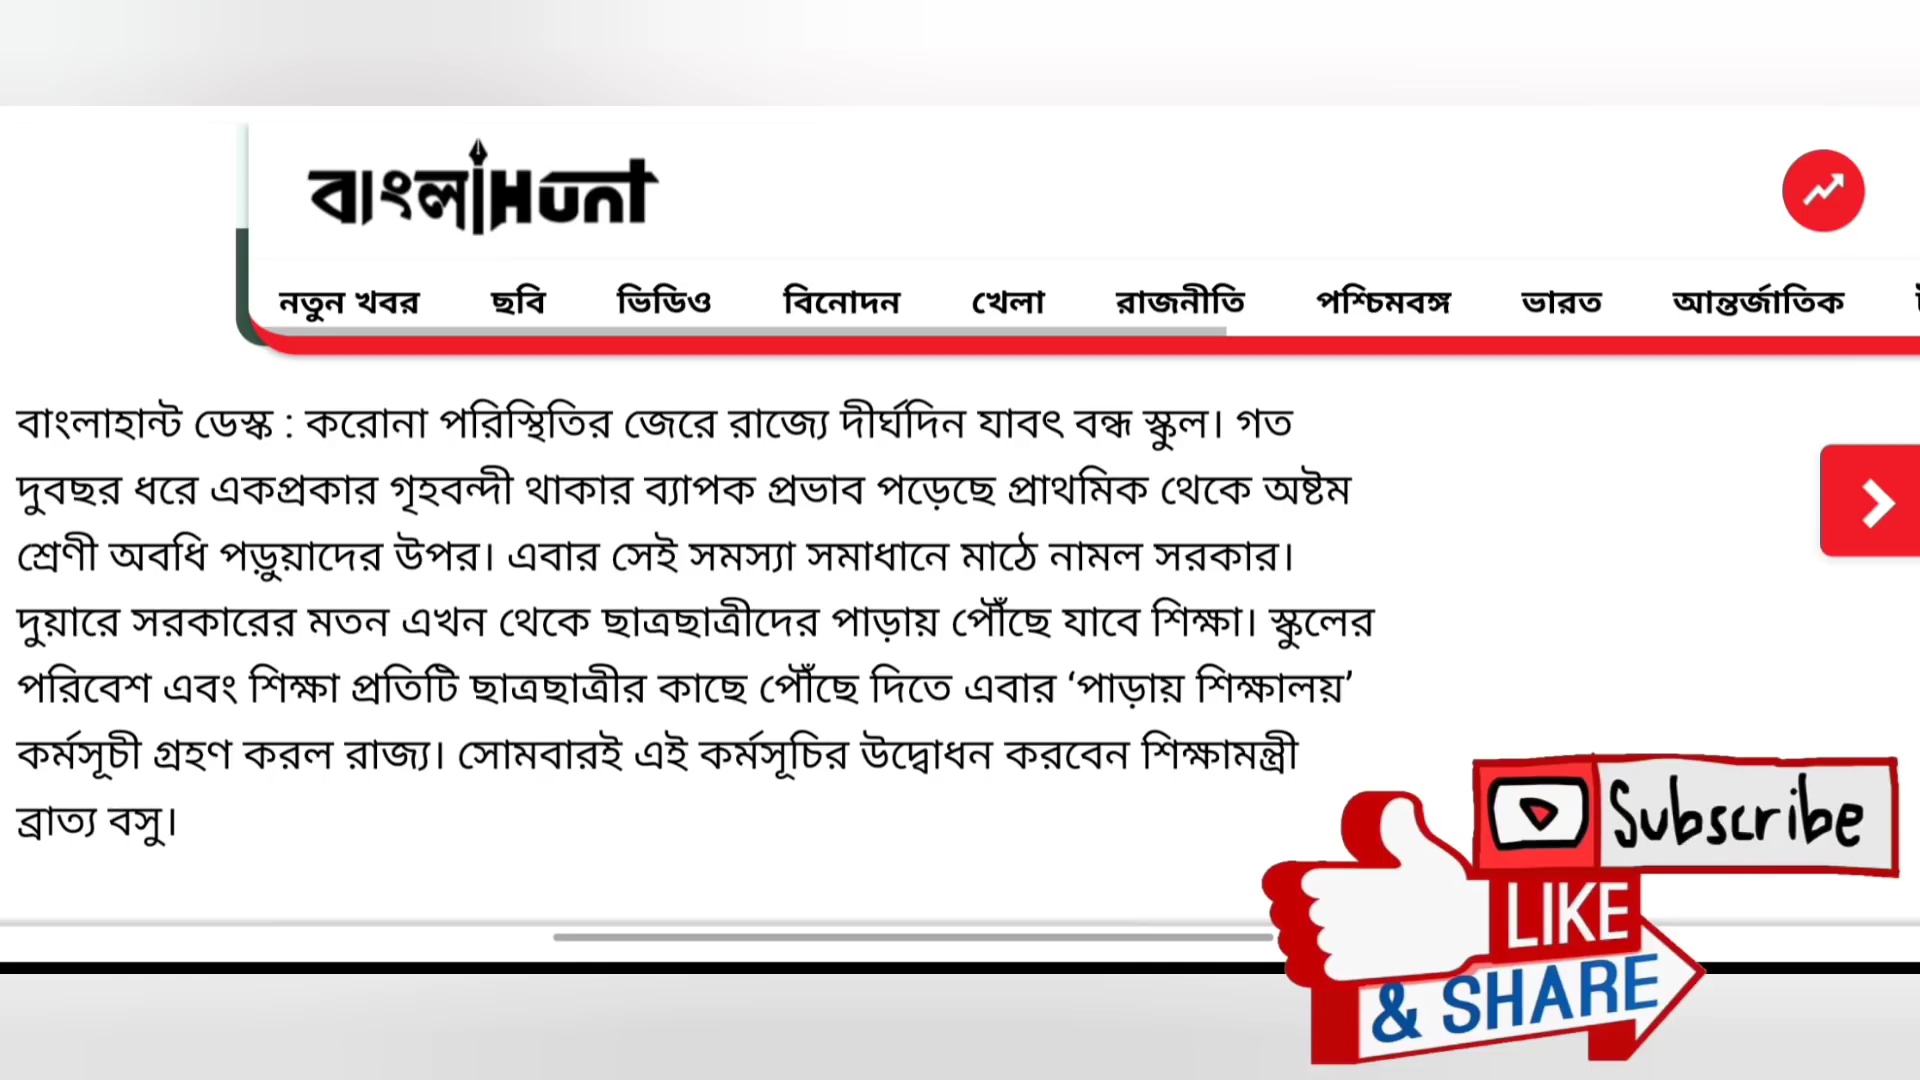 বাংলাHunt
নতুন খবর ছবি ভিডিও বিনোদন খেলা রাজনীতি পশ্চিমবঙ্গ ভারত আন্তর্জাতিক
বাংলাহান্ট ডেস্ক : করোনা পরিস্থিতির জেরে রাজ্যে দীর্ঘদিন যাবৎ বন্ধ স্কুল। গত
দুবছর ধরে একপ্রকার গৃহবন্দী থাকার ব্যাপক প্রভাব পড়েছে প্রাথমিক থেকে অষ্টম
শ্রেণী অবধি পড়ুয়াদের উপর। এবার সেই সমস্যা সমাধানে মাঠে নামল সরকার।
দুয়ারে সরকারের মতন এখন থেকে ছাত্রছাত্রীদের পাড়ায় পৌঁছে যাবে শিক্ষা। স্কুলের
পরিবেশ এবং শিক্ষা প্রতিটি ছাত্রছাত্রীর কাছে পৌঁছে দিতে এবার ‘পাড়ায় শিক্ষালয়’
কর্মসূচী গ্রহণ করল রাজ্য। সোমবারই এই কর্মসূচির উদ্বোধন করবেন শিক্ষামন্ত্রী
ব্রাত্য বসু।
Subscribe
LIKE
& SHARE